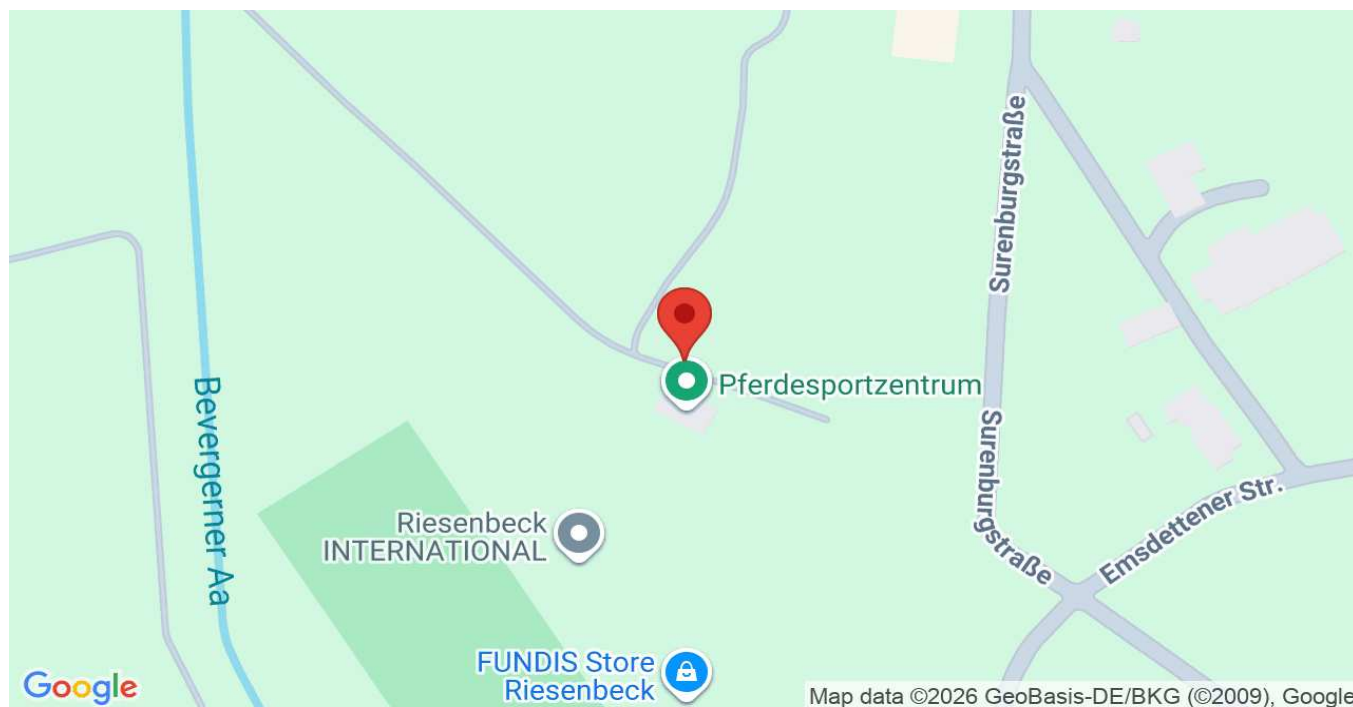 Surenburgstraße
Pferdesportzentrum
Surenburgstraße
Bevergerner Aa
Riesenbeck
INTERNATIONAL
Emsdettener Str.
FUNDIS Store
Riesenbeck
Google
Map data ©2026 GeoBasis-DE/BKG (©2009), Google